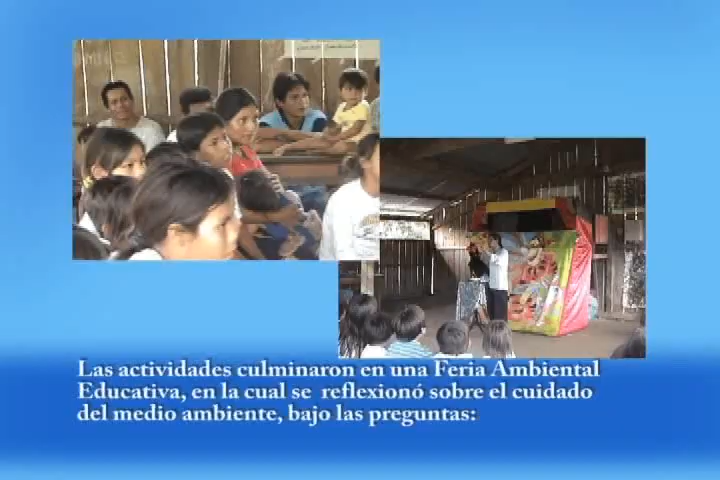 Las actividades culminaron en una Feria Ambiental
Educativa, en la cual se reflexionó sobre el cuidado
del medio ambiente, bajo las preguntas: